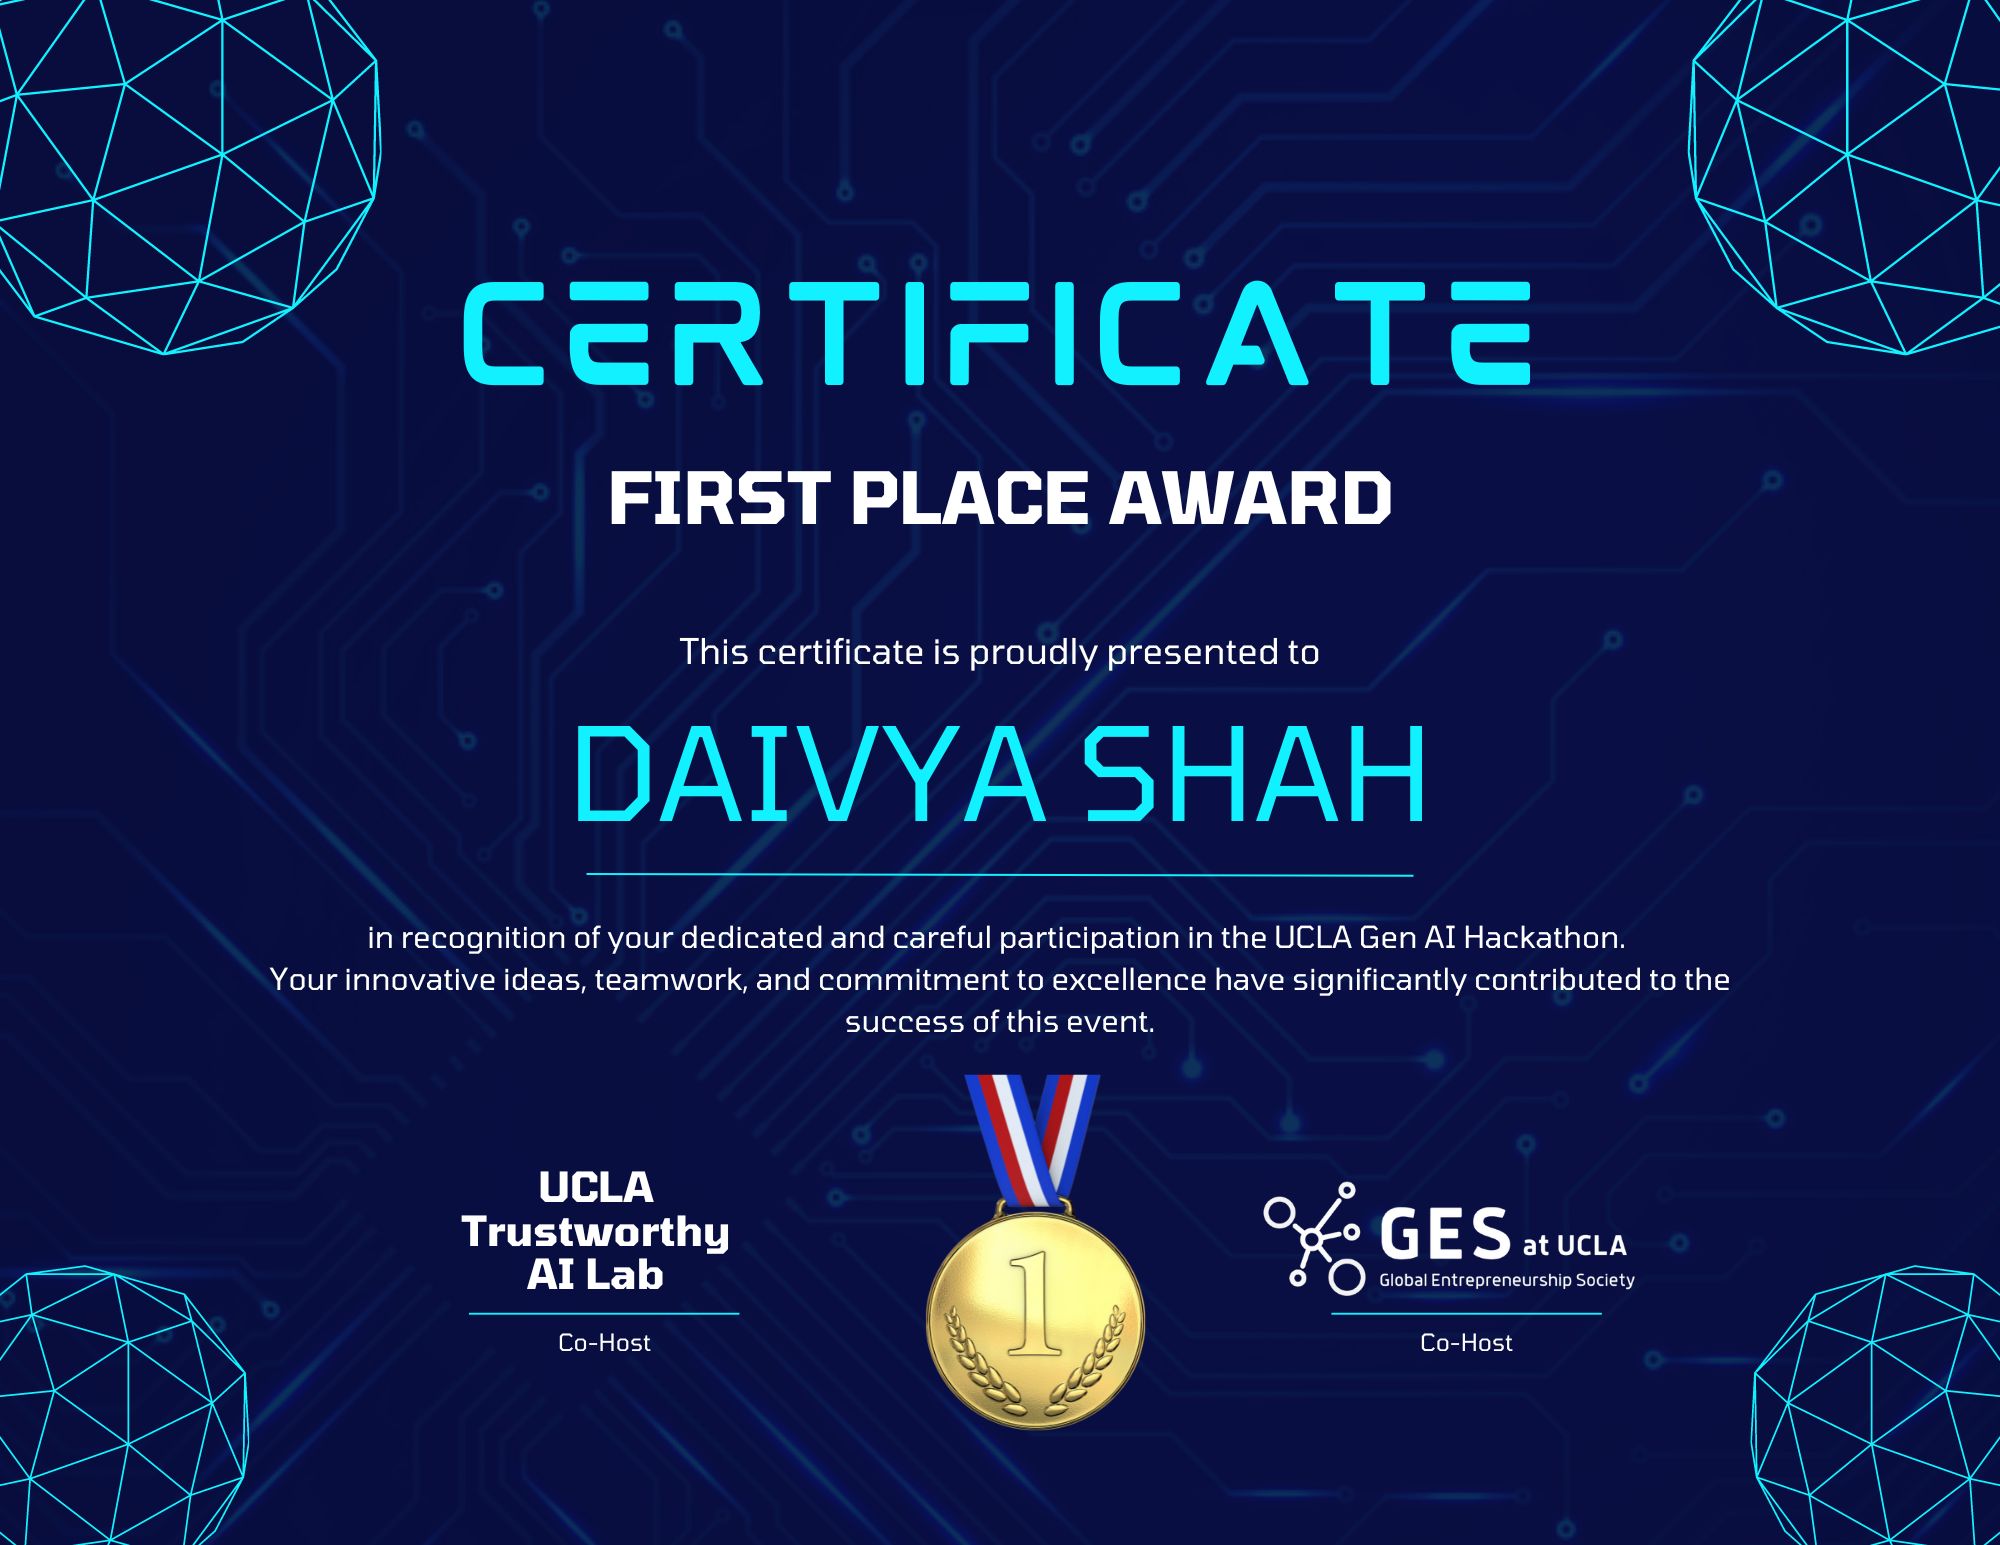 CERTIFICATE
FIRST PLACE AWARD
This certificate is proudly presented to
DAIVYA SHAH
in recognition of your dedicated and careful participation in the UCLA Gen AI Hackathon.
Your innovative ideas, teamwork, and commitment to excellence have significantly contributed to the
success of this event.
UCLA
Trustworthy
AI Lab
Co-Host
1
GES at UCLA
Global Entrepreneurship Society
Co-Host